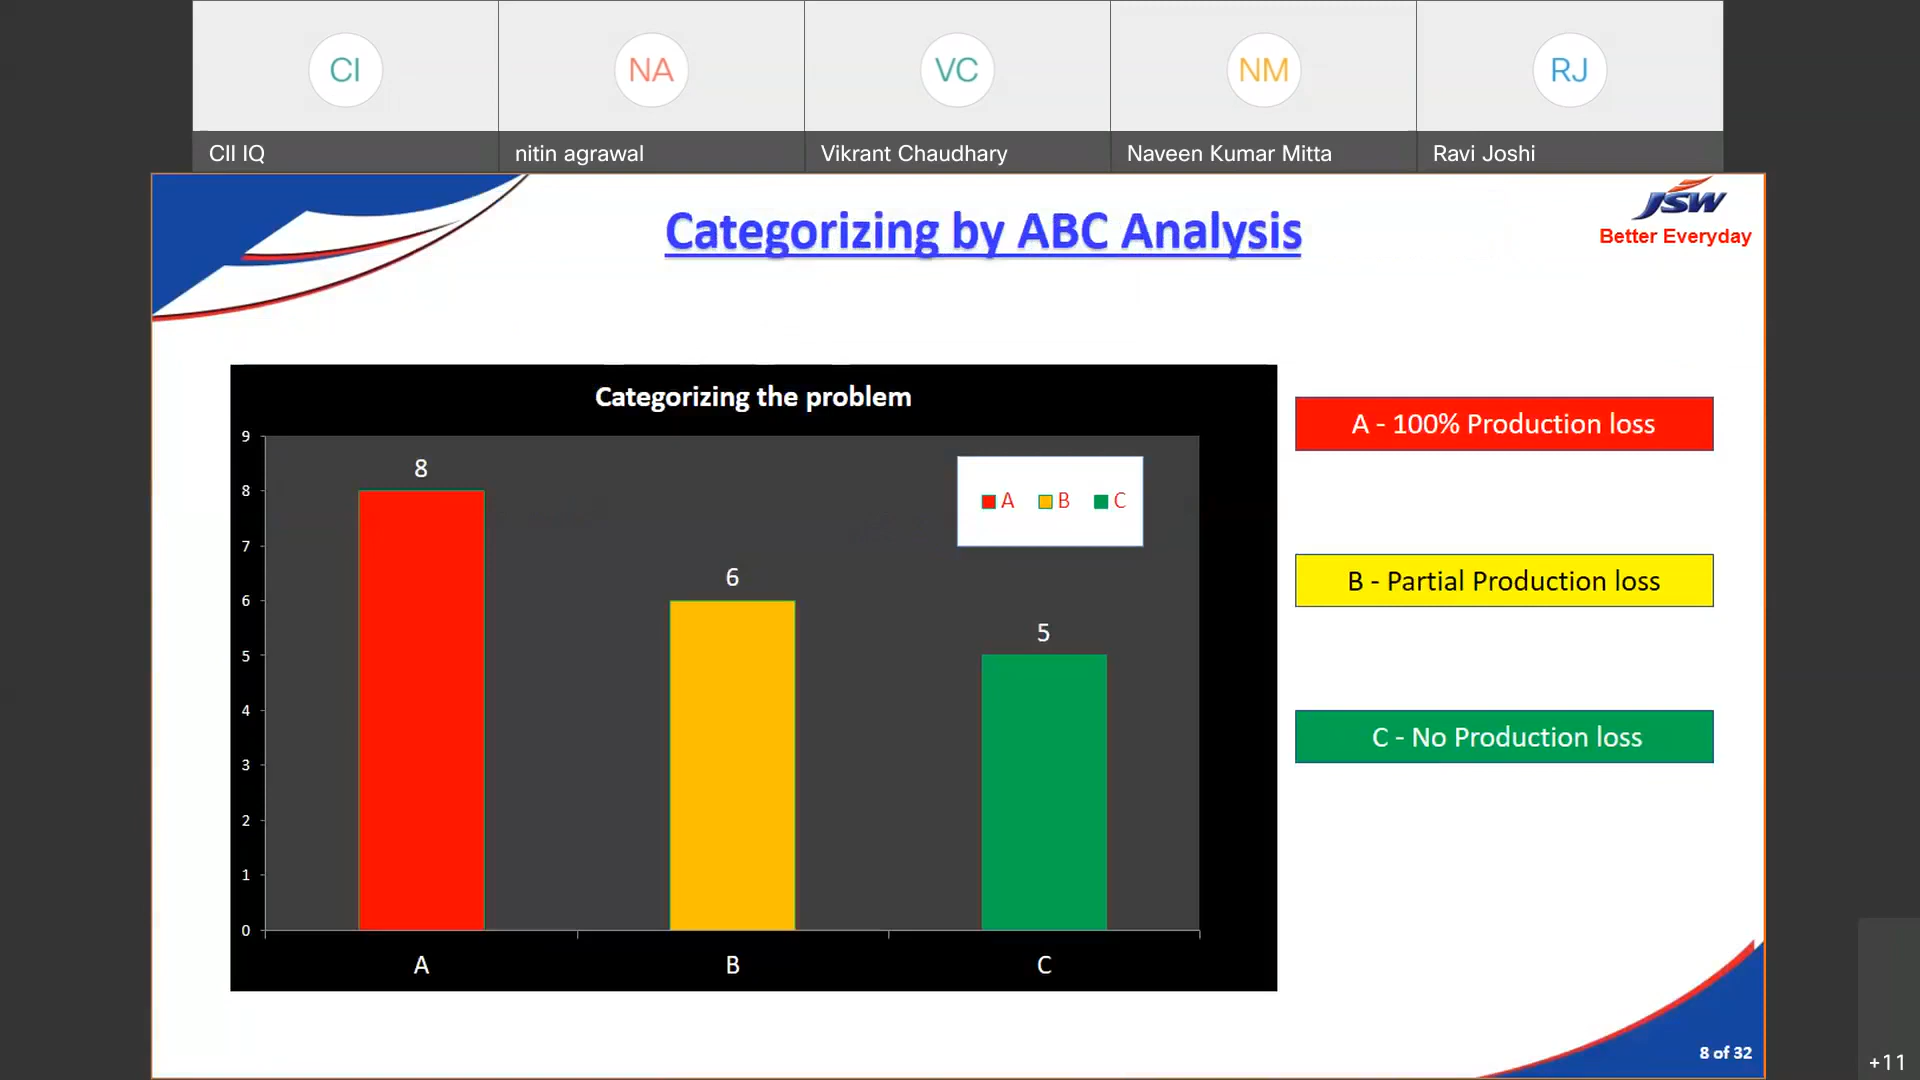 CI
NA
VC
NM
RJ
CII IQ
nitin agrawal
Vikrant Chaudhary
Naveen Kumar Mitta
Ravi Joshi
Categorizing by ABC Analysis
JSW
Better Everyday
Categorizing the problem
9
8
7
6
5
4
3
2
1
0
8
6
5
A B C
A
B
C
A - 100% Production loss
B - Partial Production loss
C - No Production loss
8 of 32
+11